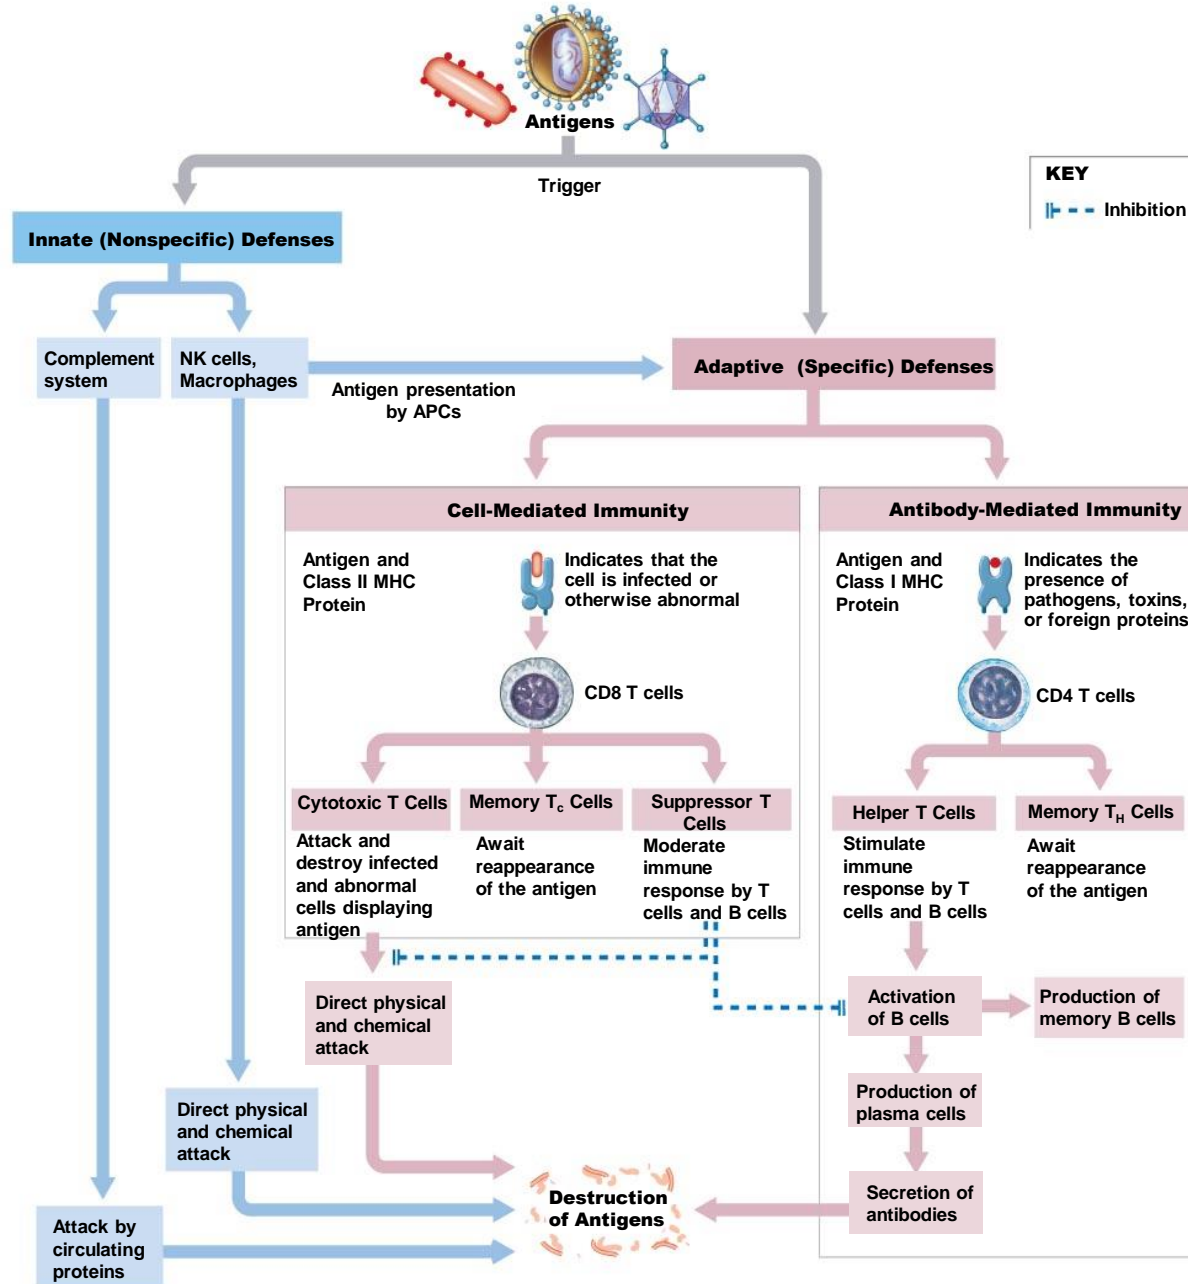 Antigens
Trigger
KEY
Inhibition
Innate (Nonspecific) Defenses
Complement
system
NK cells,
Macrophages
Antigen presentation
by APCs
Adaptive (Specific) Defenses
Cell-Mediated Immunity
Antigen and
Class II MHC
Protein
Indicates that the
cell is infected or
otherwise abnormal
CD8 T cells
Cytotoxic T Cells
Attack and
destroy infected
and abnormal
cells displaying
antigen
Memory Tc Cells
Await
reappearance
of the antigen
Suppressor T
Cells
Moderate
immune
response by T
cells and B cells
Antibody-Mediated Immunity
Antigen and
Class I MHC
Protein
Indicates the
presence of
pathogens, toxins,
or foreign proteins
CD4 T cells
Helper T Cells
Stimulate
immune
response by T
cells and B cells
Memory TH Cells
Await
reappearance
of the antigen
Direct physical
and chemical
attack
Activation
of B cells
Production of
memory B cells
Production of
plasma cells
Direct physical
and chemical
attack
Secretion of
antibodies
Destruction
of Antigens
Attack by
circulating
proteins